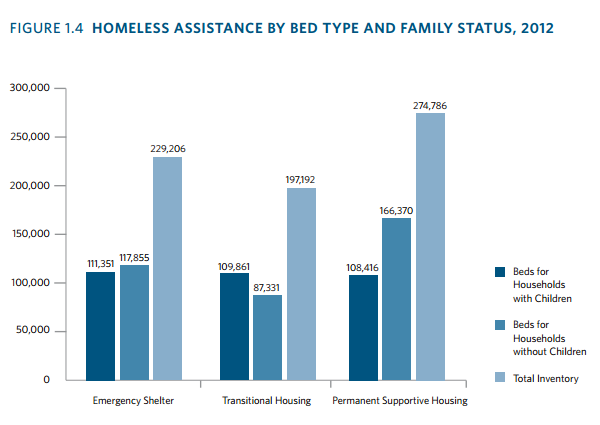 FIGURE 1.4 HOMELESS ASSISTANCE BY BED TYPE AND FAMILY STATUS, 2012
300,000
250,000
200,000
150,000
100,000
50,000
0
111,351
117,855
229,206
109,861
87,331
197,192
108,416
166,370
274,786
Emergency Shelter
Transitional Housing
Permanent Supportive Housing
Beds for
Households
with Children
Beds for
Households
without Children
Total Inventory